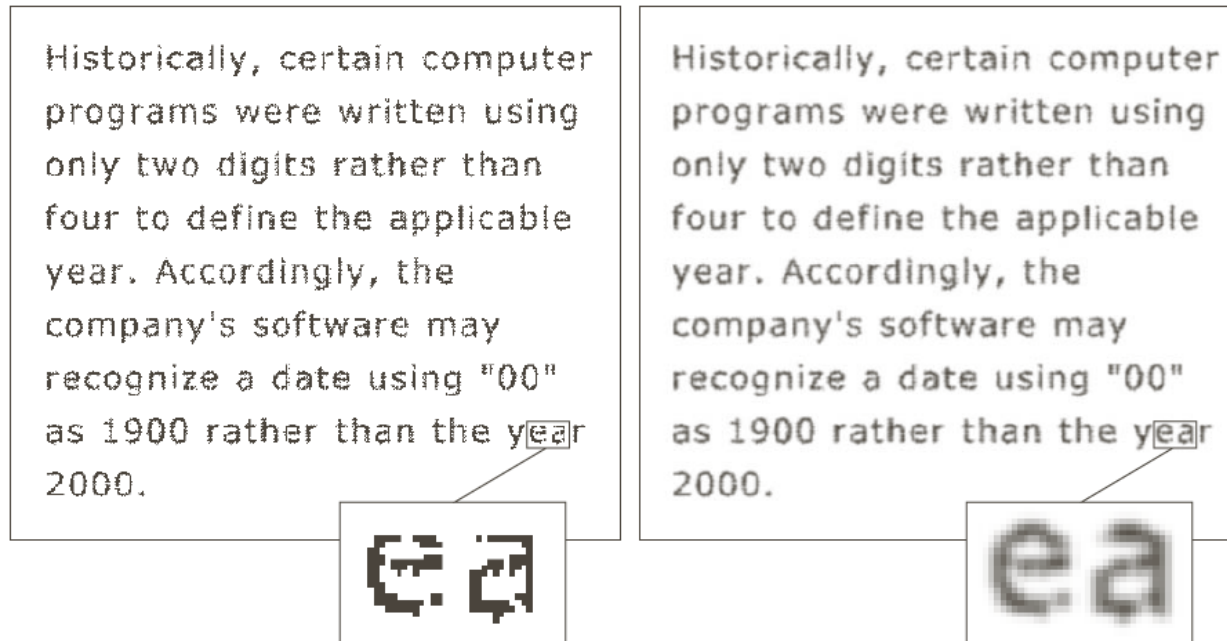 Historically, certain computer
programs were written using
only two digits rather than
four to define the applicable
year. Accordingly, the
company's software may
recognize a date using "00"
as 1900 rather than the year
2000.
ea
Historically, certain computer
programs were written using
only two digits rather than
four to define the applicable
year. Accordingly, the
company's software may
recognize a date using "00"
as 1900 rather than the year
2000.
ea